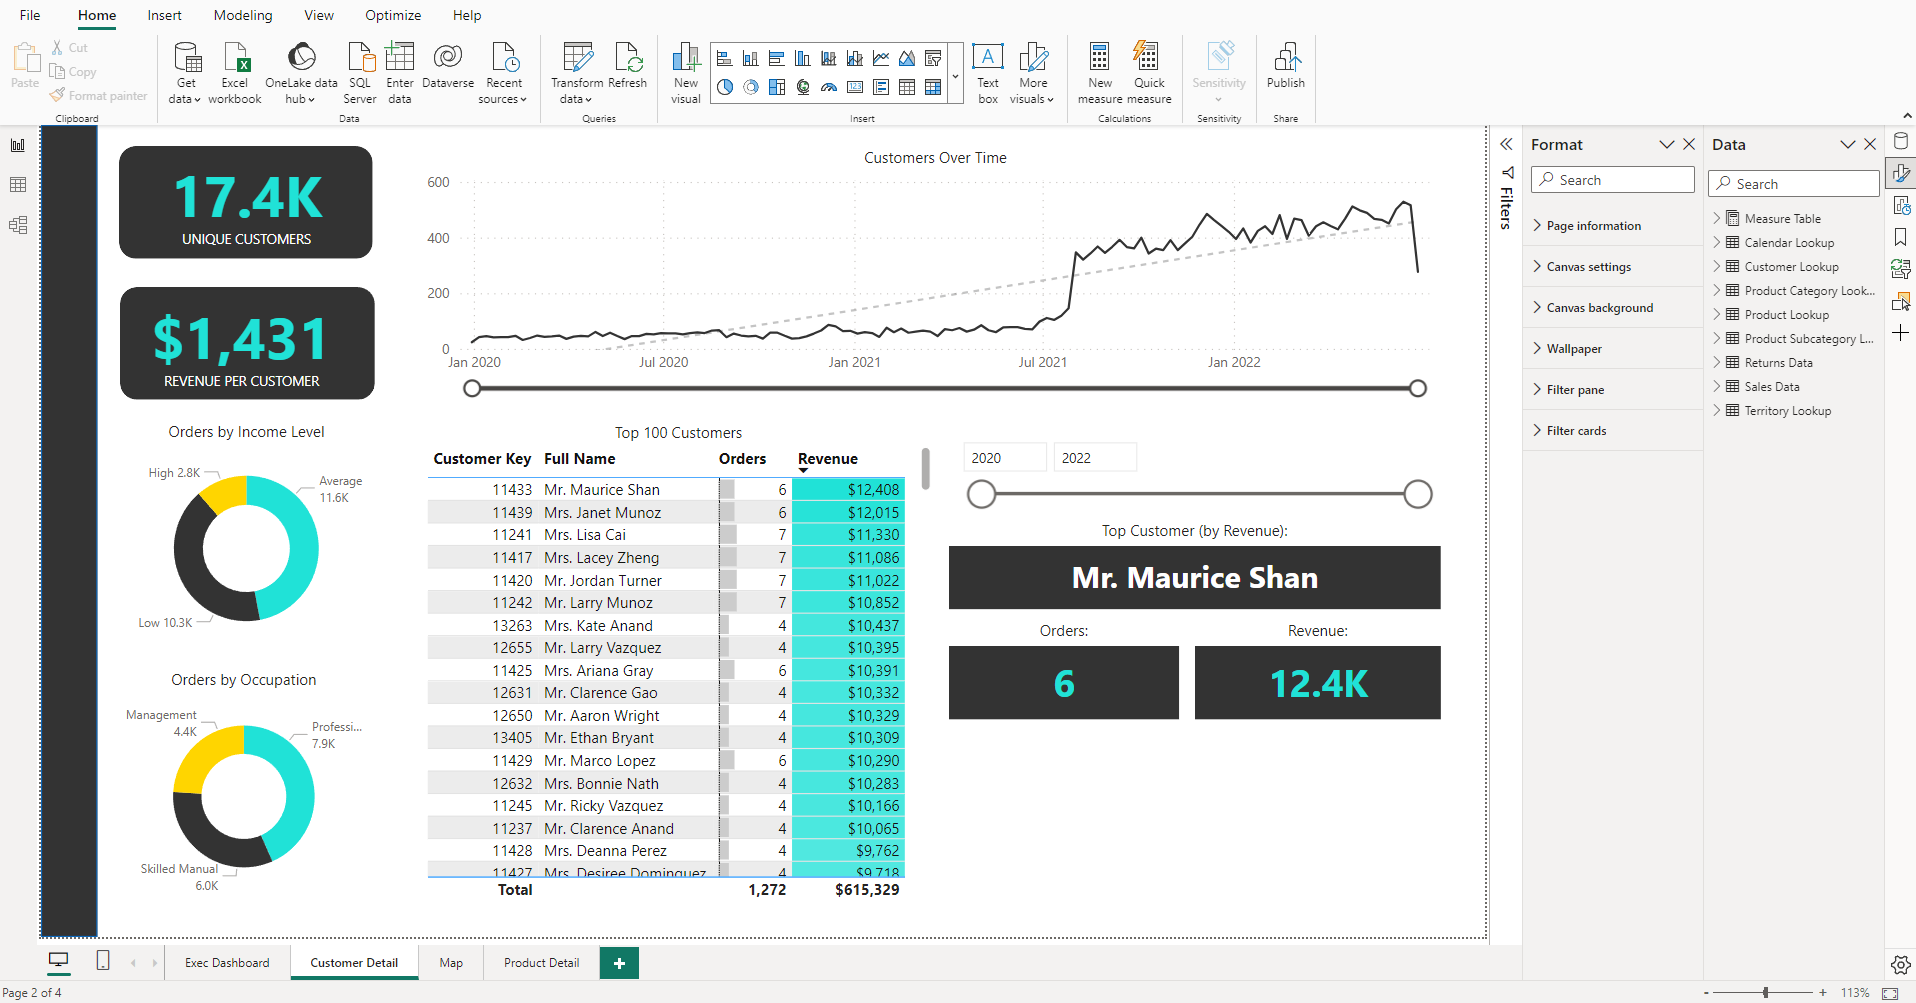 File Home Insert Modeling View Optimize Help
Paste
Cut
Copy
Format painter
Clipboard
Get data
Excel workbook
OneLake data hub
SQL Server
Enter data
Dataverse
Recent sources
Data
Transform data
Refresh
Queries
New visual
A
123
Text box
More visuals
Insert
New measure
Quick measure
Calculations
Sensitivity
Sensitivity
Publish
Share
17.4K
UNIQUE CUSTOMERS
$1,431
REVENUE PER CUSTOMER
Customers Over Time
600
400
200
0
Jan 2020 Jul 2020 Jan 2021 Jul 2021 Jan 2022
Orders by Income Level
High 2.8K
Average
11.6K
Low 10.3K
Orders by Occupation
Management
4.4K
Professi...
7.9K
Skilled Manual
6.0K
Top 100 Customers
Customer Key Full Name Orders Revenue
11433 Mr. Maurice Shan 6 $12,408
11439 Mrs. Janet Munoz 6 $12,015
11241 Mrs. Lisa Cai 7 $11,330
11417 Mrs. Lacey Zheng 7 $11,086
11420 Mr. Jordan Turner 7 $11,022
11242 Mr. Larry Munoz 7 $10,852
13263 Mrs. Kate Anand 4 $10,437
12655 Mr. Larry Vazquez 4 $10,395
11425 Mrs. Ariana Gray 6 $10,391
12631 Mr. Clarence Gao 4 $10,332
12650 Mr. Aaron Wright 4 $10,329
13405 Mr. Ethan Bryant 4 $10,309
11429 Mr. Marco Lopez 6 $10,290
12632 Mrs. Bonnie Nath 4 $10,283
11245 Mr. Ricky Vazquez 4 $10,166
11237 Mr. Clarence Anand 4 $10,065
11428 Mrs. Deanna Perez 4 $9,762
11427 Mrs. Desiree Dominguez 4 $9,718
Total 1,272 $615,329
2020 2022
Top Customer (by Revenue):
Mr. Maurice Shan
Orders: Revenue:
6 12.4K
Filters
Format
Search
Page information
Canvas settings
Canvas background
Wallpaper
Filter pane
Filter cards
Data
Search
Measure Table
Calendar Lookup
Customer Lookup
Product Category Look...
Product Lookup
Product Subcategory L...
Returns Data
Sales Data
Territory Lookup
Exec Dashboard Customer Detail Map Product Detail +
Page 2 of 4
- + 113%